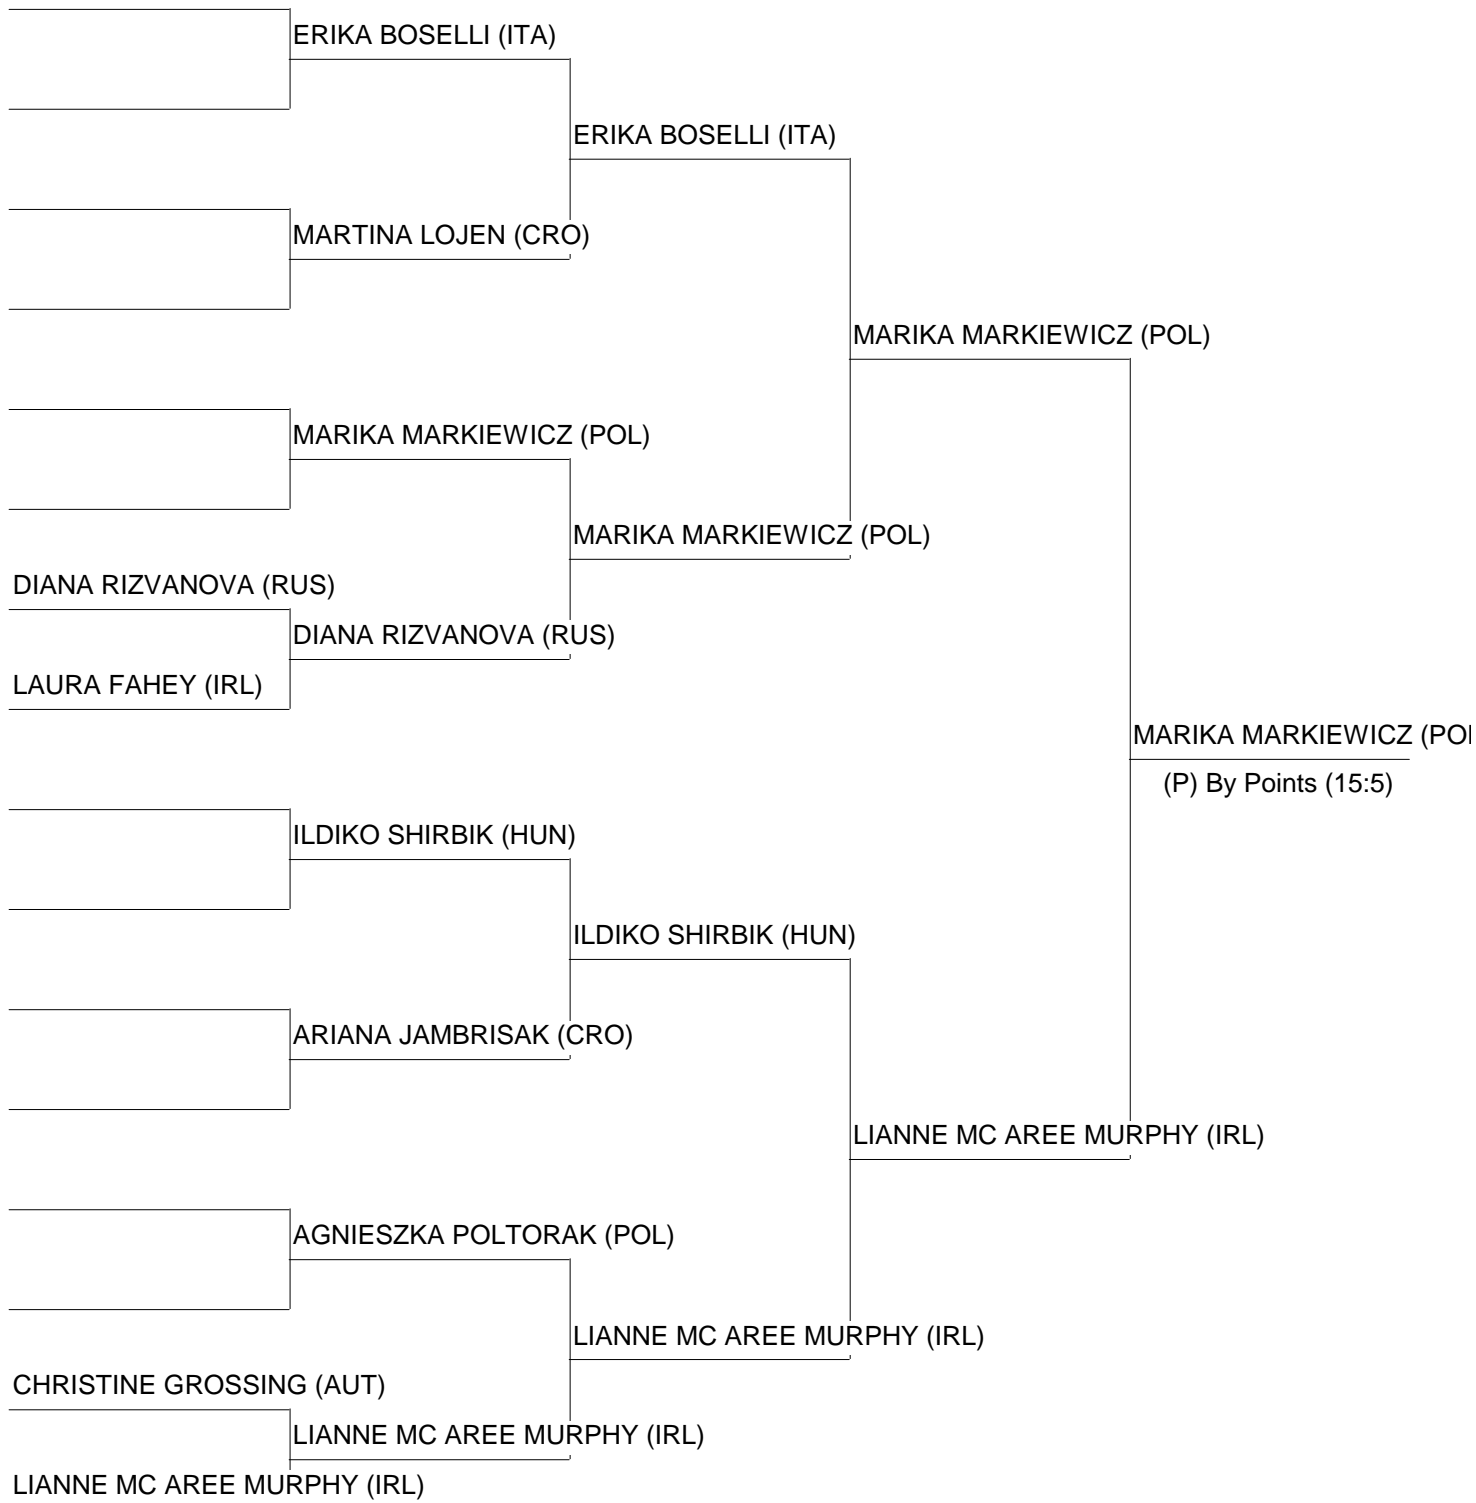 ERIKA BOSELLI (ITA)
ERIKA BOSELLI (ITA)
MARTINA LOJEN (CRO)
MARIKA MARKIEWICZ (POL)
MARIKA MARKIEWICZ (POL)
MARIKA MARKIEWICZ (POL)
DIANA RIZVANOVA (RUS)
DIANA RIZVANOVA (RUS)
LAURA FAHEY (IRL)
MARIKA MARKIEWICZ (PO
(P) By Points (15:5)
ILDIKO SHIRBIK (HUN)
ILDIKO SHIRBIK (HUN)
ARIANA JAMBRISAK (CRO)
LIANNE MC AREE MURPHY (IRL)
AGNIESZKA POLTORAK (POL)
LIANNE MC AREE MURPHY (IRL)
CHRISTINE GROSSING (AUT)
LIANNE MC AREE MURPHY (IRL)
LIANNE MC AREE MURPHY (IRL)